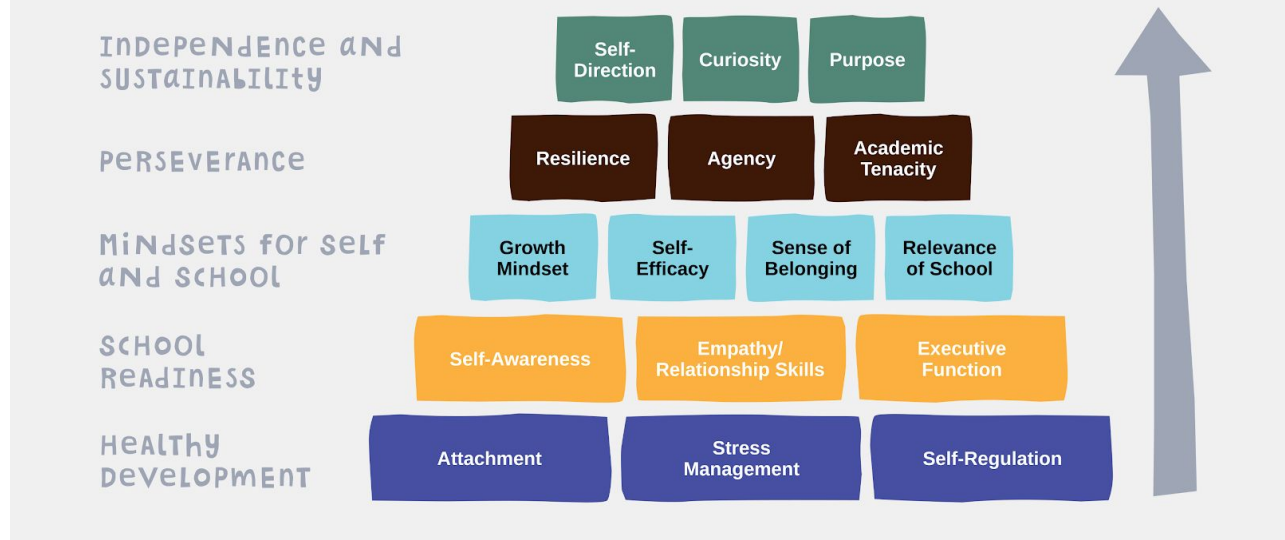 Independence and
Sustainability
Self-
Direction
Curiosity
Purpose
Perseverance
Resilience
Agency
Academic
Tenacity
Mindsets for Self
and School
Growth
Mindset
Self-
Efficacy
Sense of
Belonging
Relevance
of School
School
Readiness
Self-Awareness
Empathy/
Relationship Skills
Executive
Function
Healthy
Development
Attachment
Stress
Management
Self-Regulation